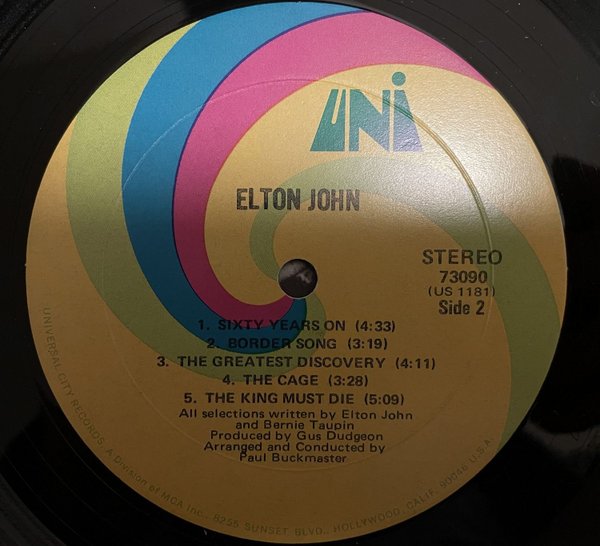 UNI
ELTON JOHN
STEREO
73090
(US 1181)
Side 2
1. SIXTY YEARS ON (4:33)
2. BORDER SONG (3:19)
3. THE GREATEST DISCOVERY (4:11)
4. THE CAGE (3:28)
5. THE KING MUST DIE (5:09)
All selections written by Elton John
and Bernie Taupin
Produced by Gus Dudgeon
Arranged and Conducted by
Paul Buckmaster
UNIVERSAL CITY RECORDS, A Division of MCA Inc., 8255 SUNSET BLVD., HOLLYWOOD, CALIF. 90046 U.S.A.